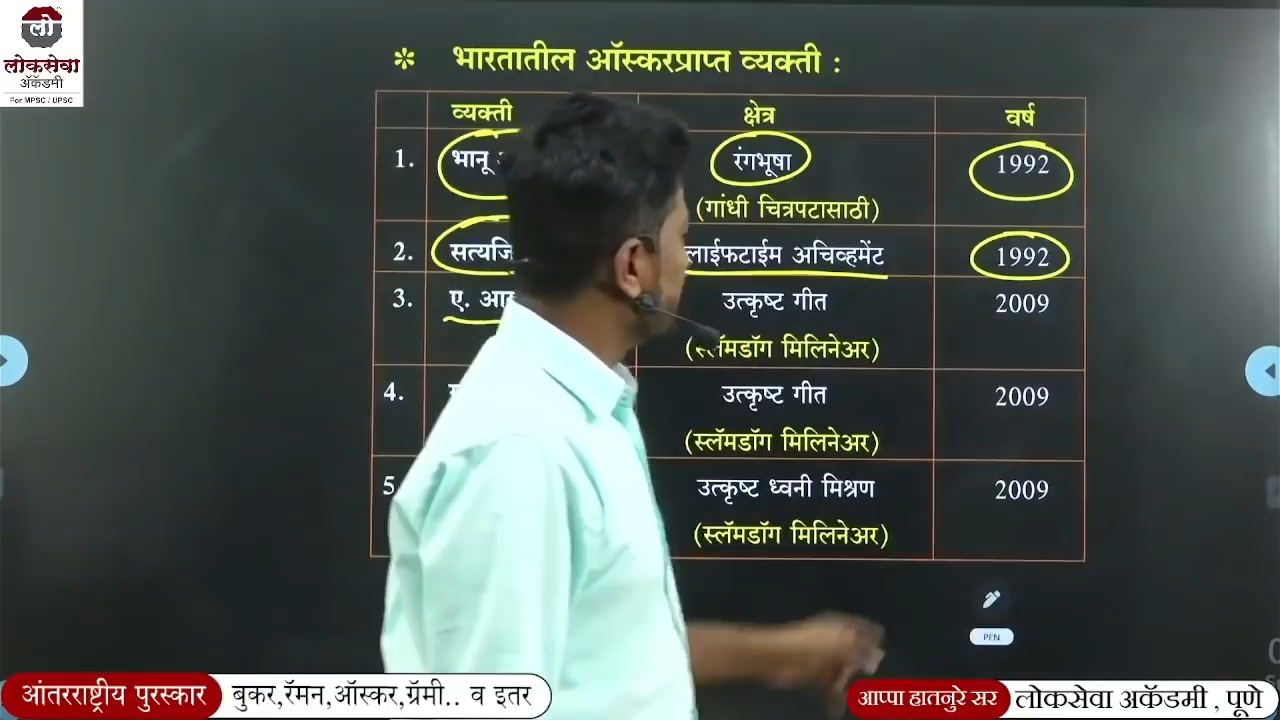 लो
लोकसेवा
अ‍ॅकॅडमी
For MPSC / UPSC
* भारतातील ऑस्करप्राप्त व्यक्ती :
व्यक्ती क्षेत्र वर्ष
1. भानू रंगभूषा 1992
(गांधी चित्रपटासाठी)
2. लाईफटाईम अचिव्हमेंट 1992
3. ए. उत्कृष्ट गीत 2009
(स्लॅमडॉग मिलिनेअर)
4. उत्कृष्ट गीत 2009
(स्लॅमडॉग मिलिनेअर)
5. उत्कृष्ट ध्वनी मिश्रण 2009
(स्लॅमडॉग मिलिनेअर)
PEN
आंतरराष्ट्रीय पुरस्कार बुकर,रॅमन,ऑस्कर,ग्रॅमी.. व इतर
आप्पा हातनुरे सर लोकसेवा अकॅडमी , पूणे